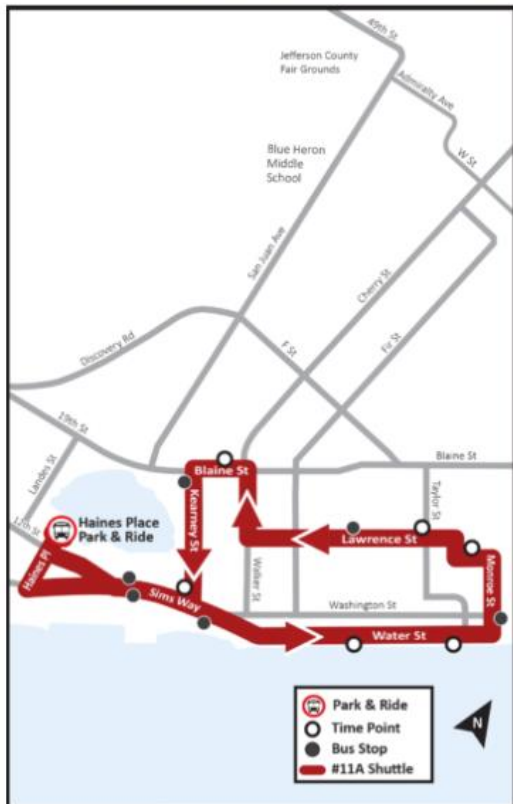 49th St.
Jefferson County
Fair Grounds
Admiralty Ave
Blue Heron
Middle
School
W St
San Juan Ave
Cherry St
Discovery Rd
F St
Fir St
19th St
Landes St
Blaine St
Blaine St
12th St
Haines Place
Park & Ride
Kearney St
Taylor St
Lawrence St
Haines Pl
Sims Way
Walker St
Washington St
Monroe St
Water St
Park & Ride
Time Point
Bus Stop
#11A Shuttle
N